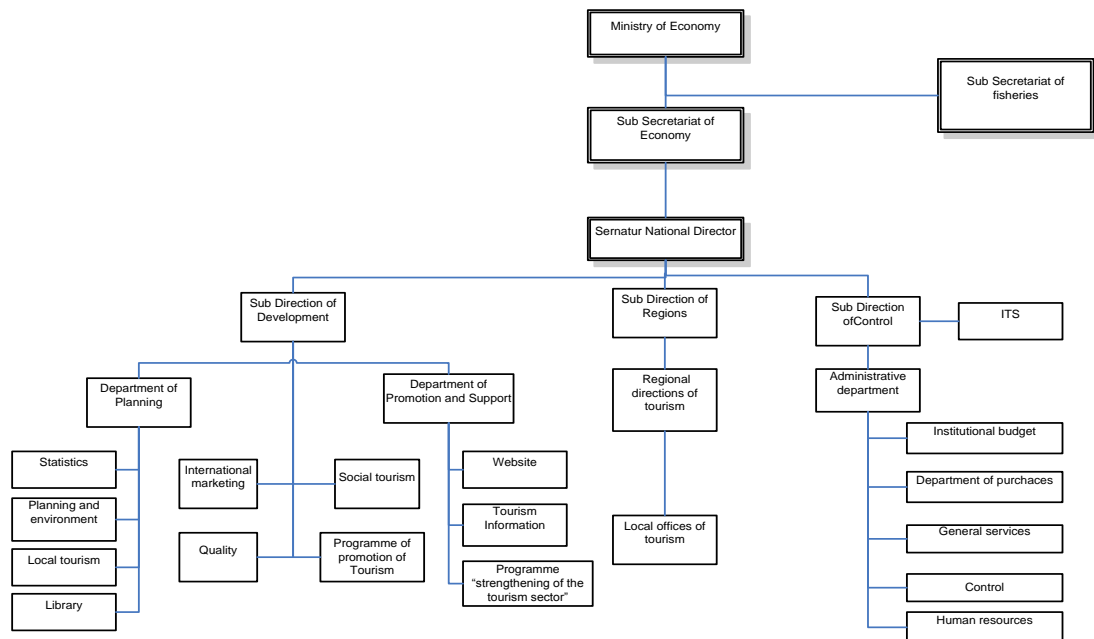 Ministry of Economy
Sub Secretariat of
fisheries
Sub Secretariat of
Economy
Sernatur National Director
Sub Direction of
Development
Sub Direction of
Regions
Sub Direction
ofControl
ITS
Department of
Planning
Department of
Promotion and Support
Regional
directions of
tourism
Administrative
department
Statistics
Planning and
environment
Local tourism
Library
International
marketing
Social tourism
Quality
Programme of
promotion of
Tourism
Website
Tourism
Information
Programme
“strengthening of the
tourism sector”
Local offices of
tourism
Institutional budget
Department of purchaces
General services
Control
Human resources